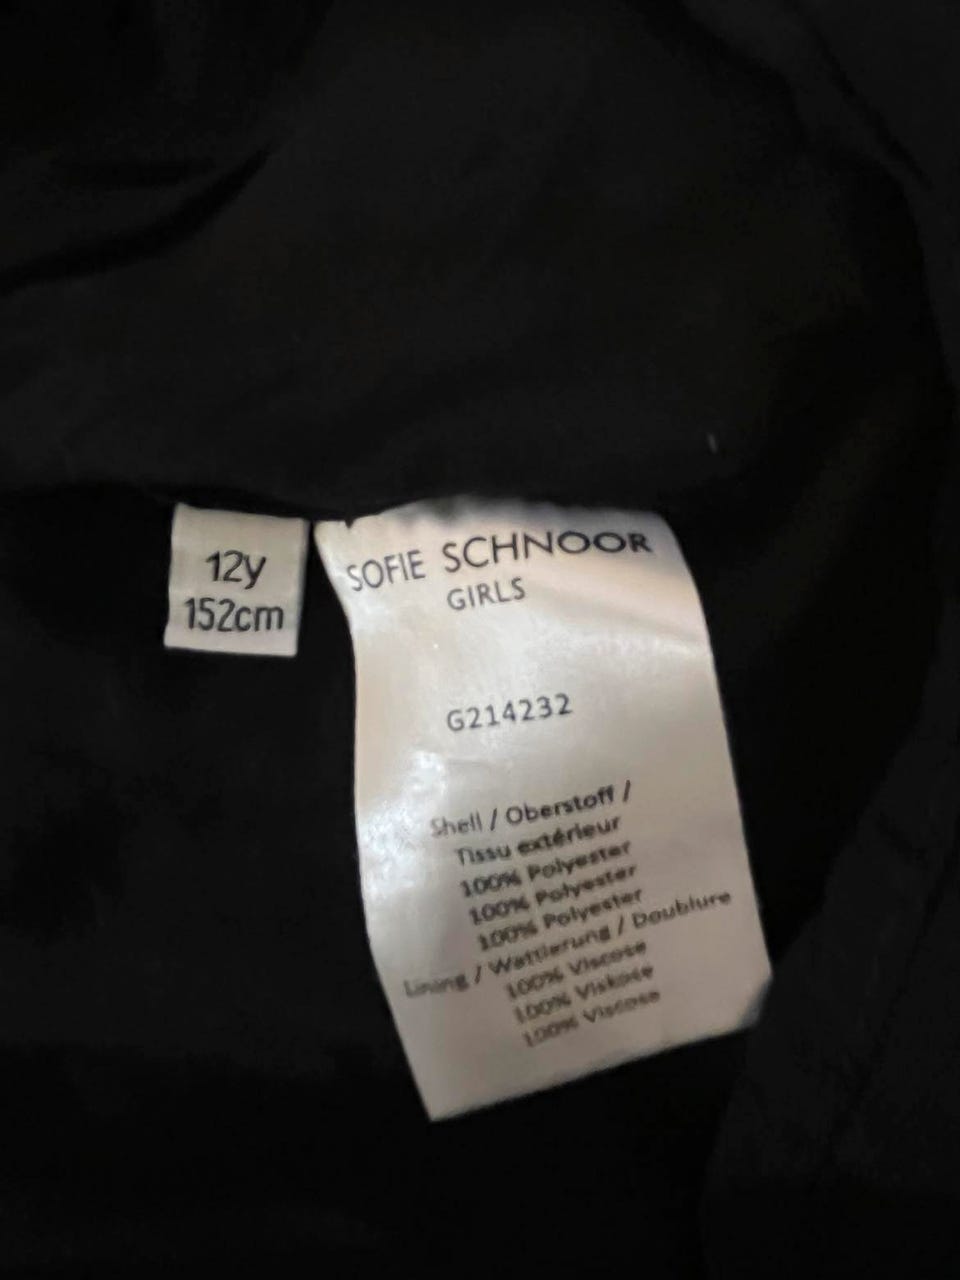 12y
152cm
SOFIE SCHNOOR
GIRLS
G214232
Shell / Oberstoff /
Tissu extérieur
100% Polyester
100% Polyester
100% Polyester
Lining / Wattierung / Doublure
100% Viscose
100% Viskose
100% Viscose